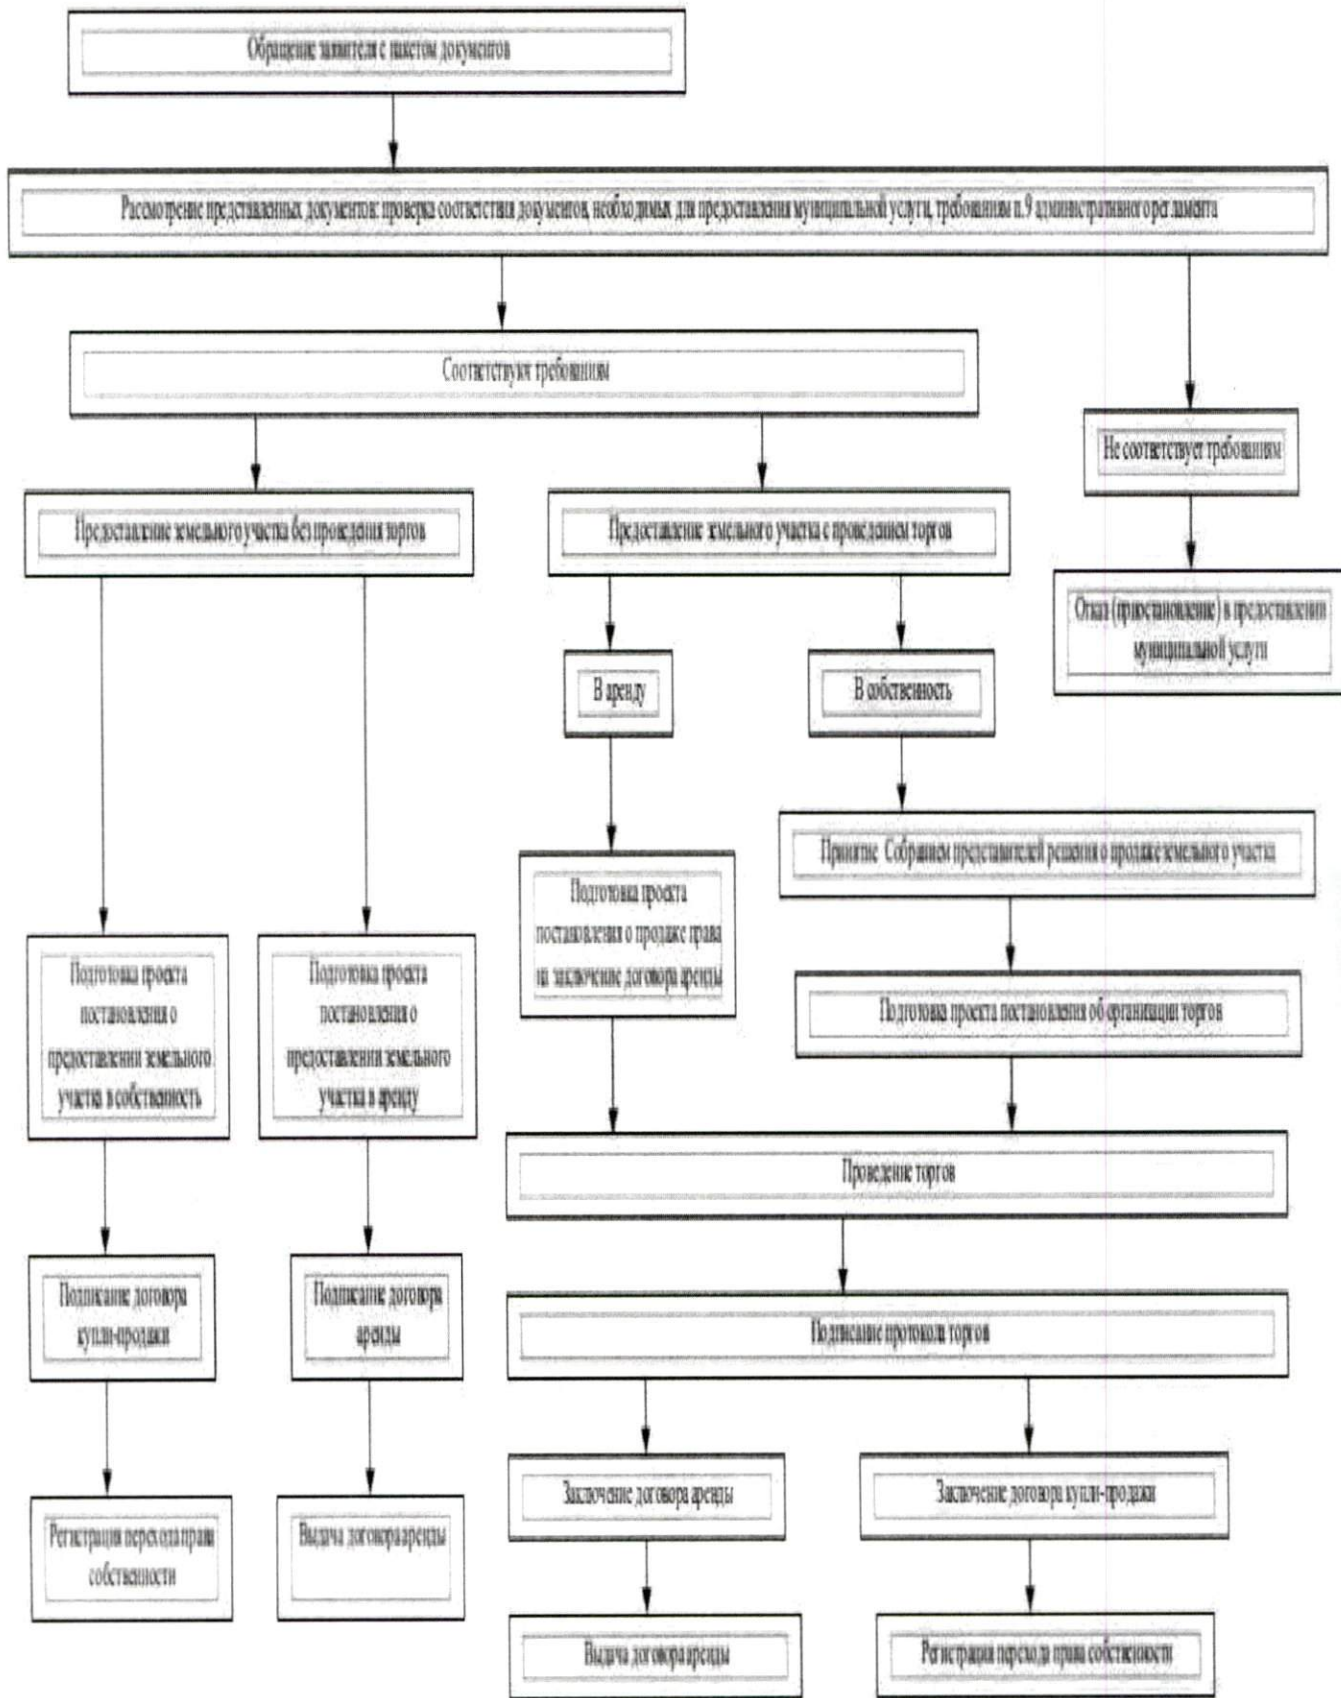 Обращение заявителя с пакетом документов
Рассмотрение представленных документов: проверка соответствия документов, необходимых для предоставления муниципальной услуги, требованиям п.9 административного регламента
Соответствуют требованиям
Не соответствует требованиям
Предоставление земельного участка без проведения торгов
Предоставление земельного участка с проведением торгов
Отказ (приостановление) в предоставлении
муниципальной услуги
В аренду
В собственность
Принятие Собранием представителей решения о продаже земельного участка
Подготовка проекта
постановления о продаже права
на заключение договора аренды
Подготовка проекта
постановления о
предоставлении земельного
участка в собственность
Подготовка проекта
постановления о
предоставлении земельного
участка в аренду
Подготовка проекта постановления об организации торгов
Проведение торгов
Подписание договора
купли-продажи
Подписание договора
аренды
Подписание протокола торгов
Заключение договора аренды
Заключение договора купли-продажи
Регистрация перехода права
собственности
Выдача договора аренды
Выдача договора аренды
Регистрация перехода права собственности